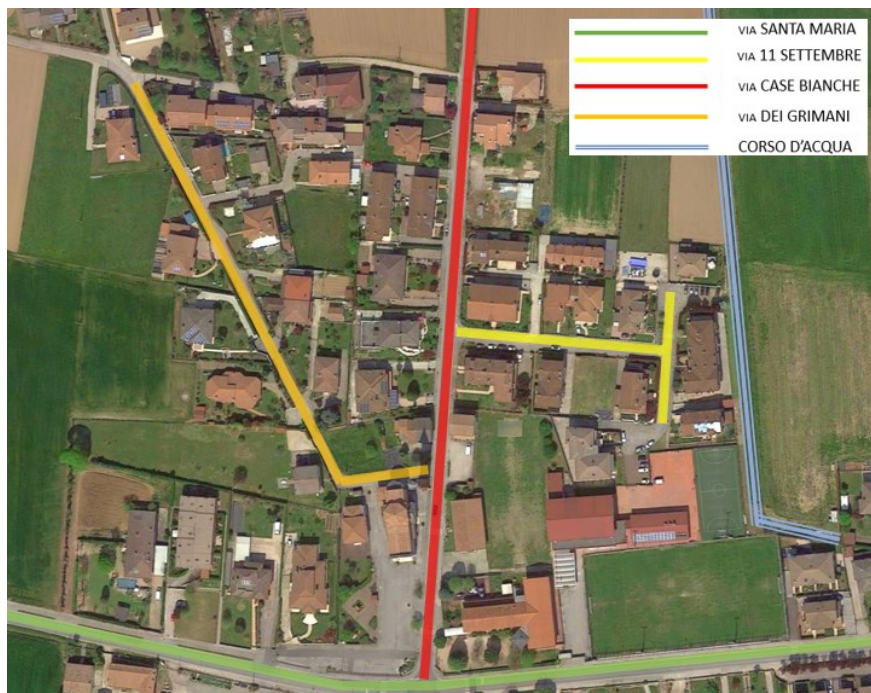 VIA SANTA MARIA
VIA 11 SETTEMBRE
VIA CASE BIANCHE
VIA DEI GRIMANI
CORSO D'ACQUA